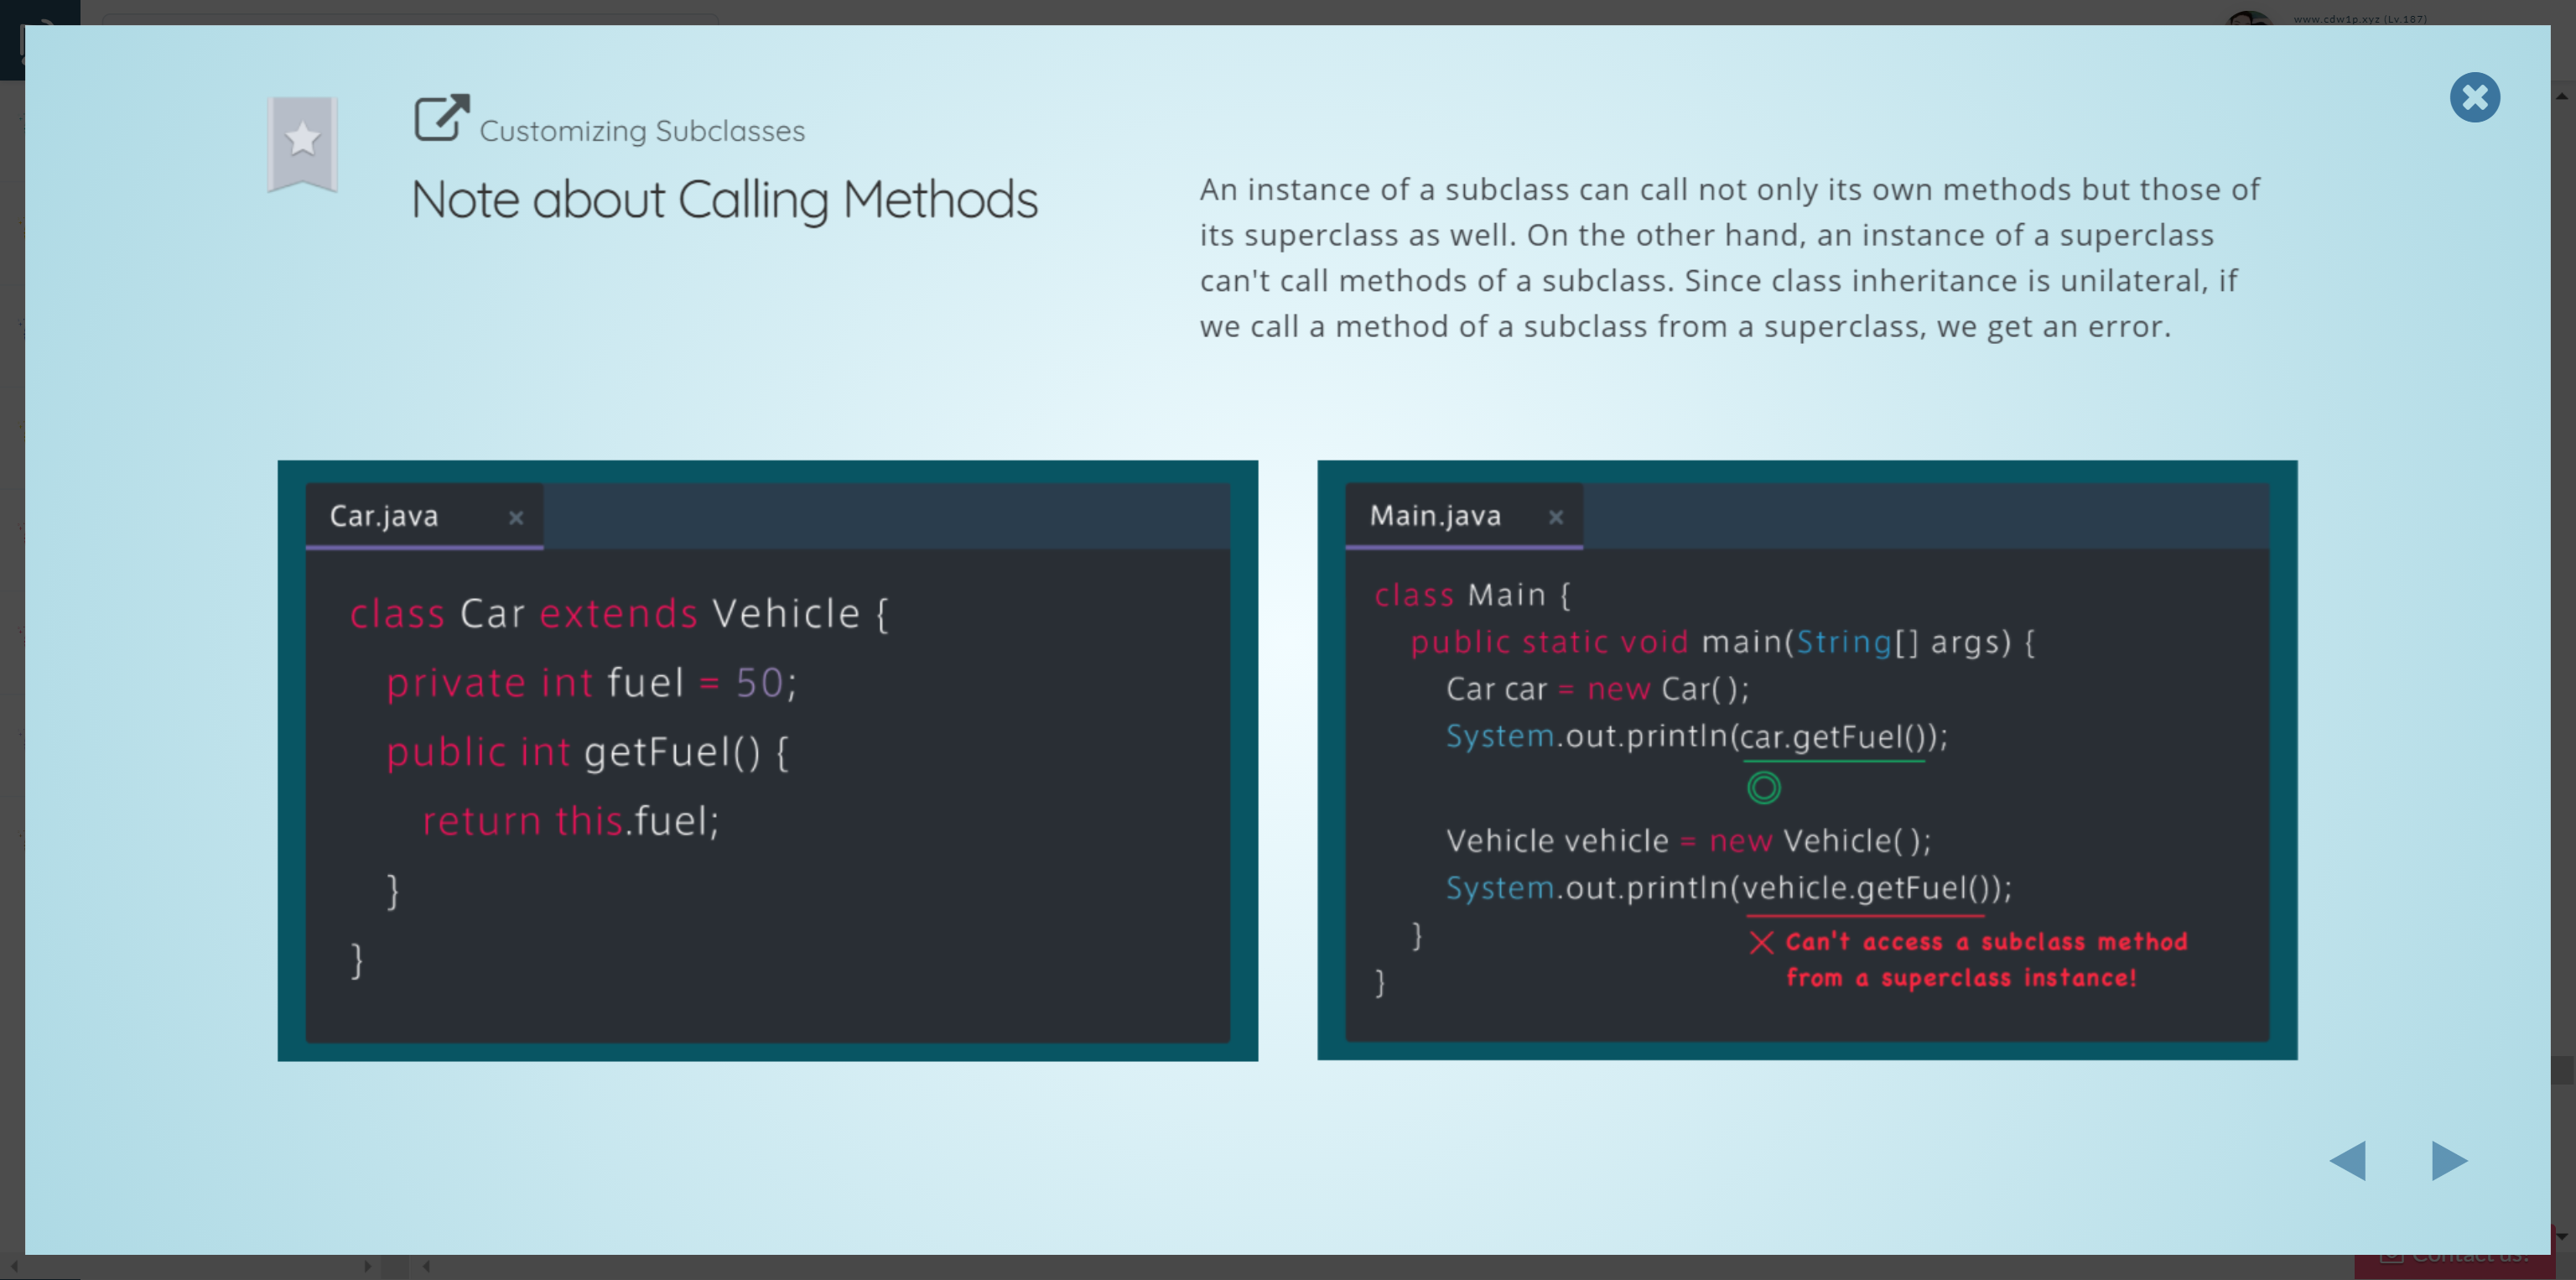 www.cdw1p.xyz (Lv.187)
Customizing Subclasses
Note about Calling Methods
An instance of a subclass can call not only its own methods but those of
its superclass as well. On the other hand, an instance of a superclass
can't call methods of a subclass. Since class inheritance is unilateral, if
we call a method of a subclass from a superclass, we get an error.
Car.java
class Car extends Vehicle {
private int fuel = 50;
public int getFuel() {
return this.fuel;
}
}
Main.java
class Main {
public static void main(String[] args) {
Car car = new Car();
System.out.println(car.getFuel());
Vehicle vehicle = new Vehicle();
System.out.println(vehicle.getFuel());
}
Can't access a subclass method
from a superclass instance!
}
Contact us!